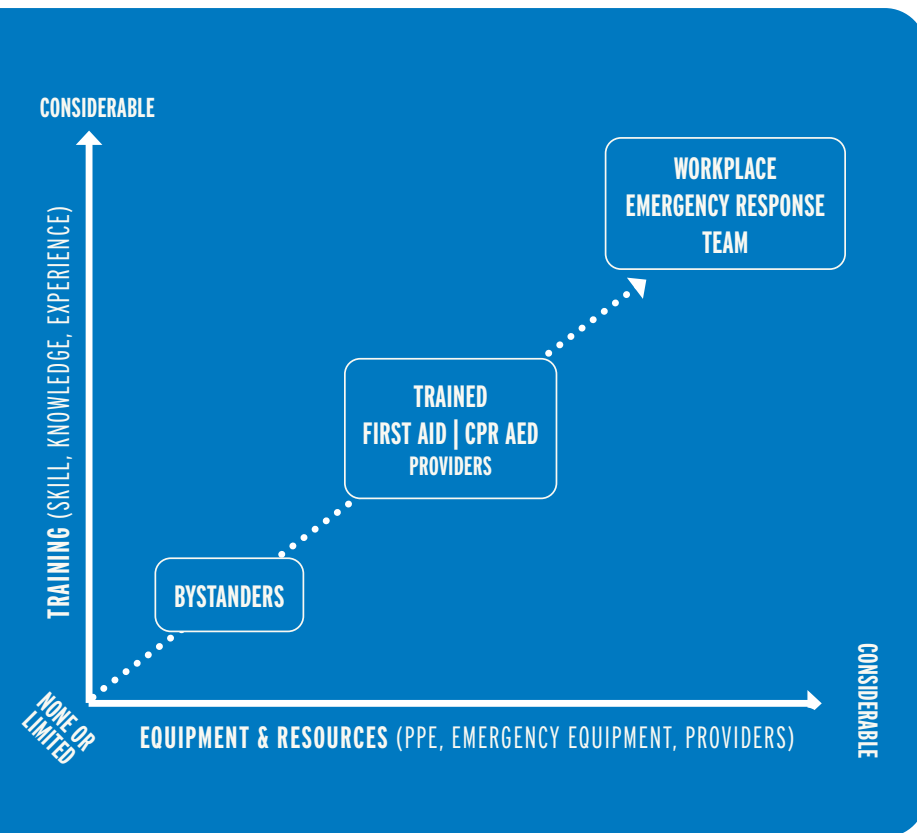 CONSIDERABLE
WORKPLACE
EMERGENCY RESPONSE
TEAM
TRAINING (SKILL, KNOWLEDGE, EXPERIENCE)
TRAINED
FIRST AID | CPR AED
PROVIDERS
BYSTANDERS
NONE OR
LIMITED
EQUIPMENT & RESOURCES (PPE, EMERGENCY EQUIPMENT, PROVIDERS)
CONSIDERABLE